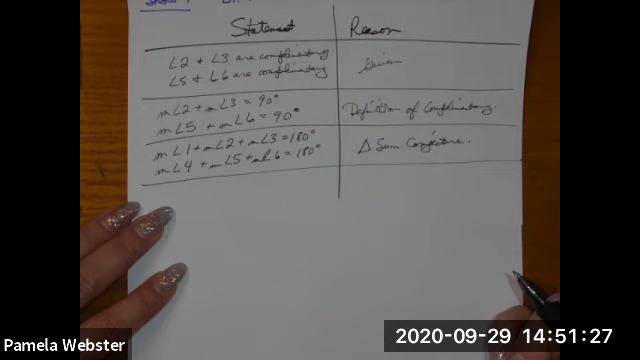 Show
Statement Reason
∠2 & ∠3 are complimentary
∠5 & ∠6 are complimentary
Given
m∠2 + m∠3 = 90°
m∠5 + m∠6 = 90°
Definition of Complimentary.
m∠1 + m∠2 + m∠3 = 180°
m∠4 + m∠5 + m∠6 = 180°
Δ Sum Conjecture.
Pamela Webster
2020-09-29 14:51:27